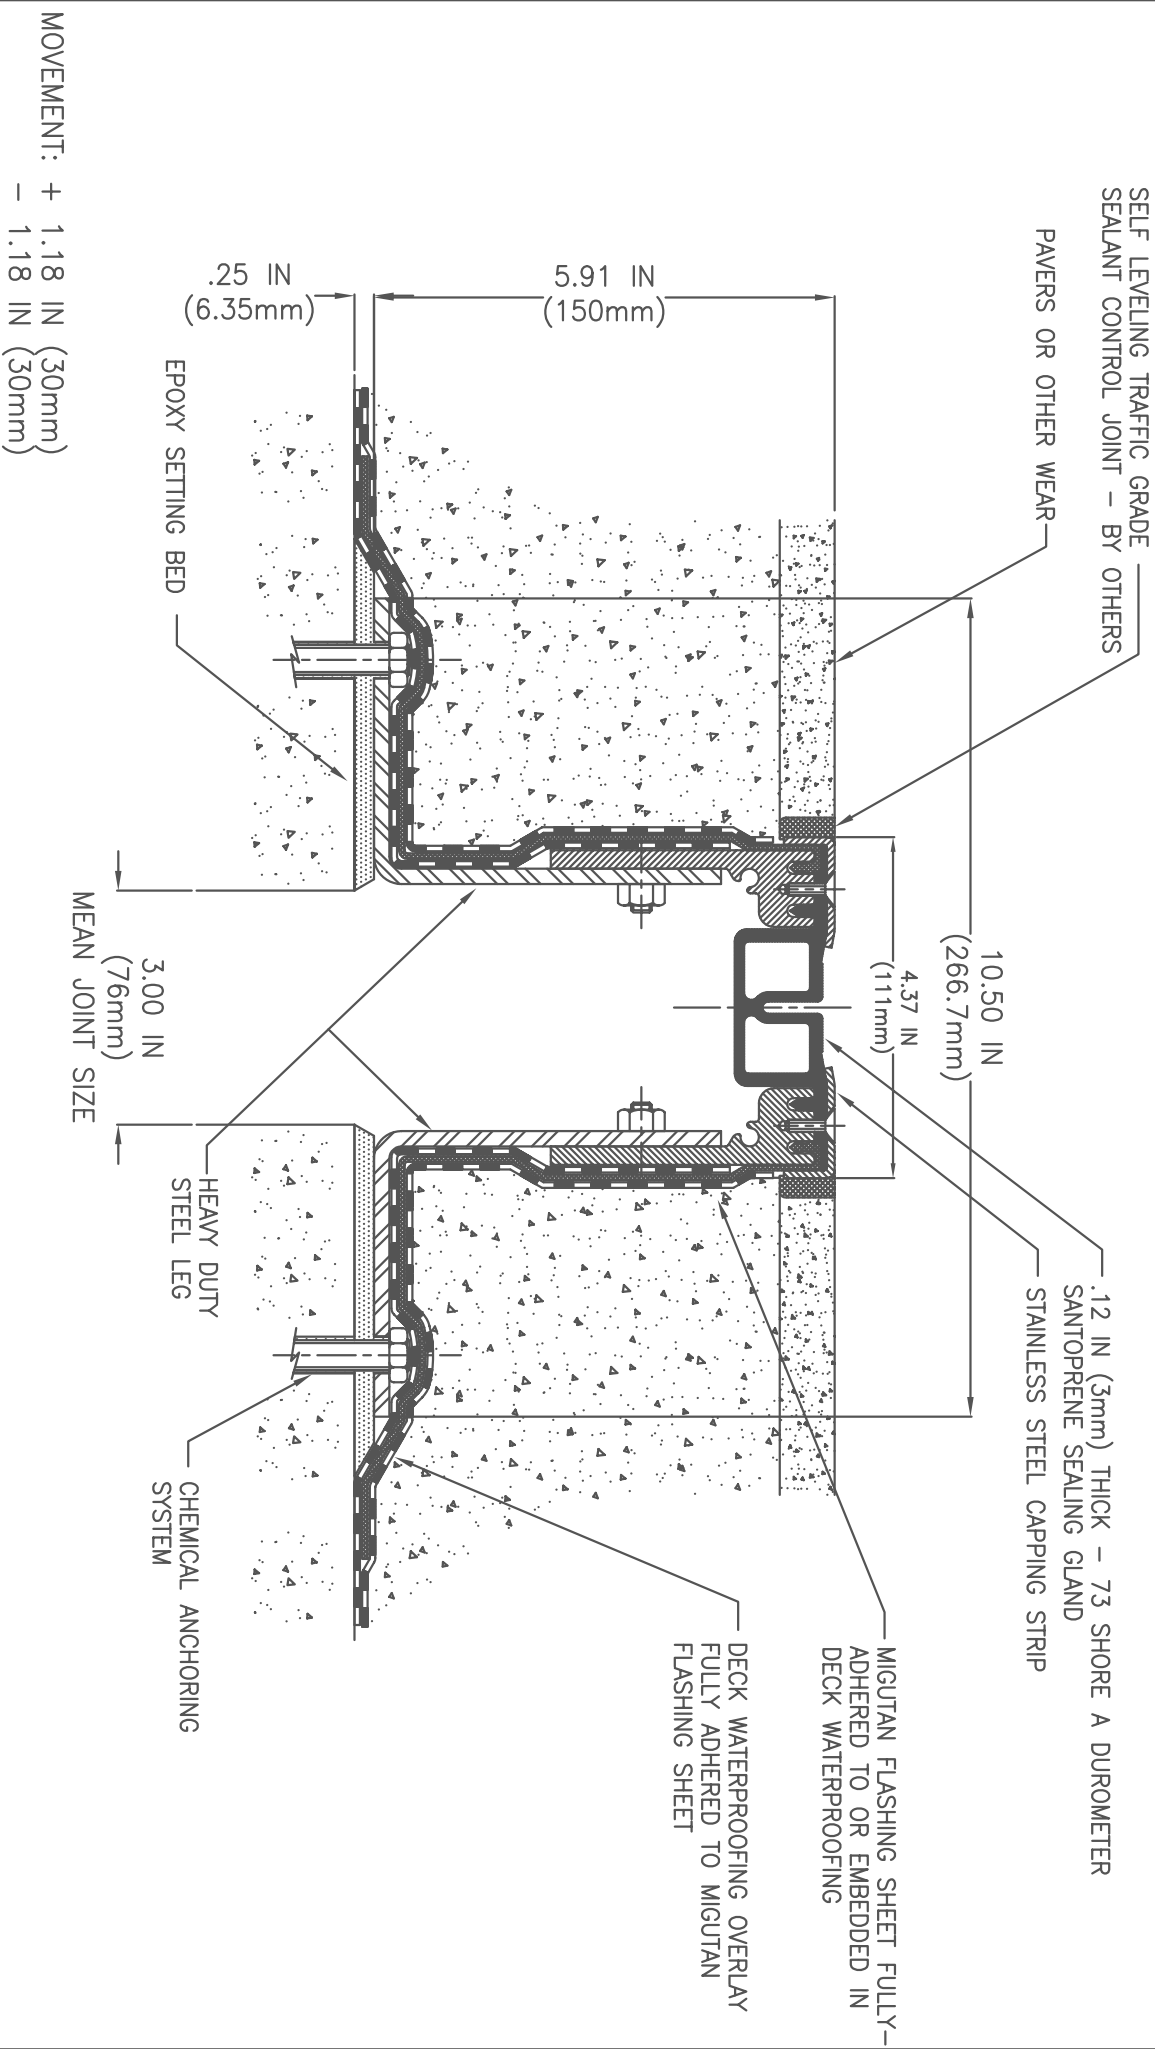 SELF LEVELING TRAFFIC GRADE
SEALANT CONTROL JOINT - BY OTHERS
PAVERS OR OTHER WEAR
.12 IN (3mm) THICK - 73 SHORE A DUROMETER
SANTOPRENE SEALING GLAND
STAINLESS STEEL CAPPING STRIP
10.50 IN
(266.7mm)
4.37 IN
(111mm)
MIGUTAN FLASHING SHEET FULLY-
ADHERED TO OR EMBEDDED IN
DECK WATERPROOFING
DECK WATERPROOFING OVERLAY
FULLY ADHERED TO MIGUTAN
FLASHING SHEET
5.91 IN
(150mm)
.25 IN
(6.35mm)
EPOXY SETTING BED
3.00 IN
(76mm)
MEAN JOINT SIZE
HEAVY DUTY
STEEL LEG
CHEMICAL ANCHORING
SYSTEM
MOVEMENT: + 1.18 IN (30mm)
- 1.18 IN (30mm)